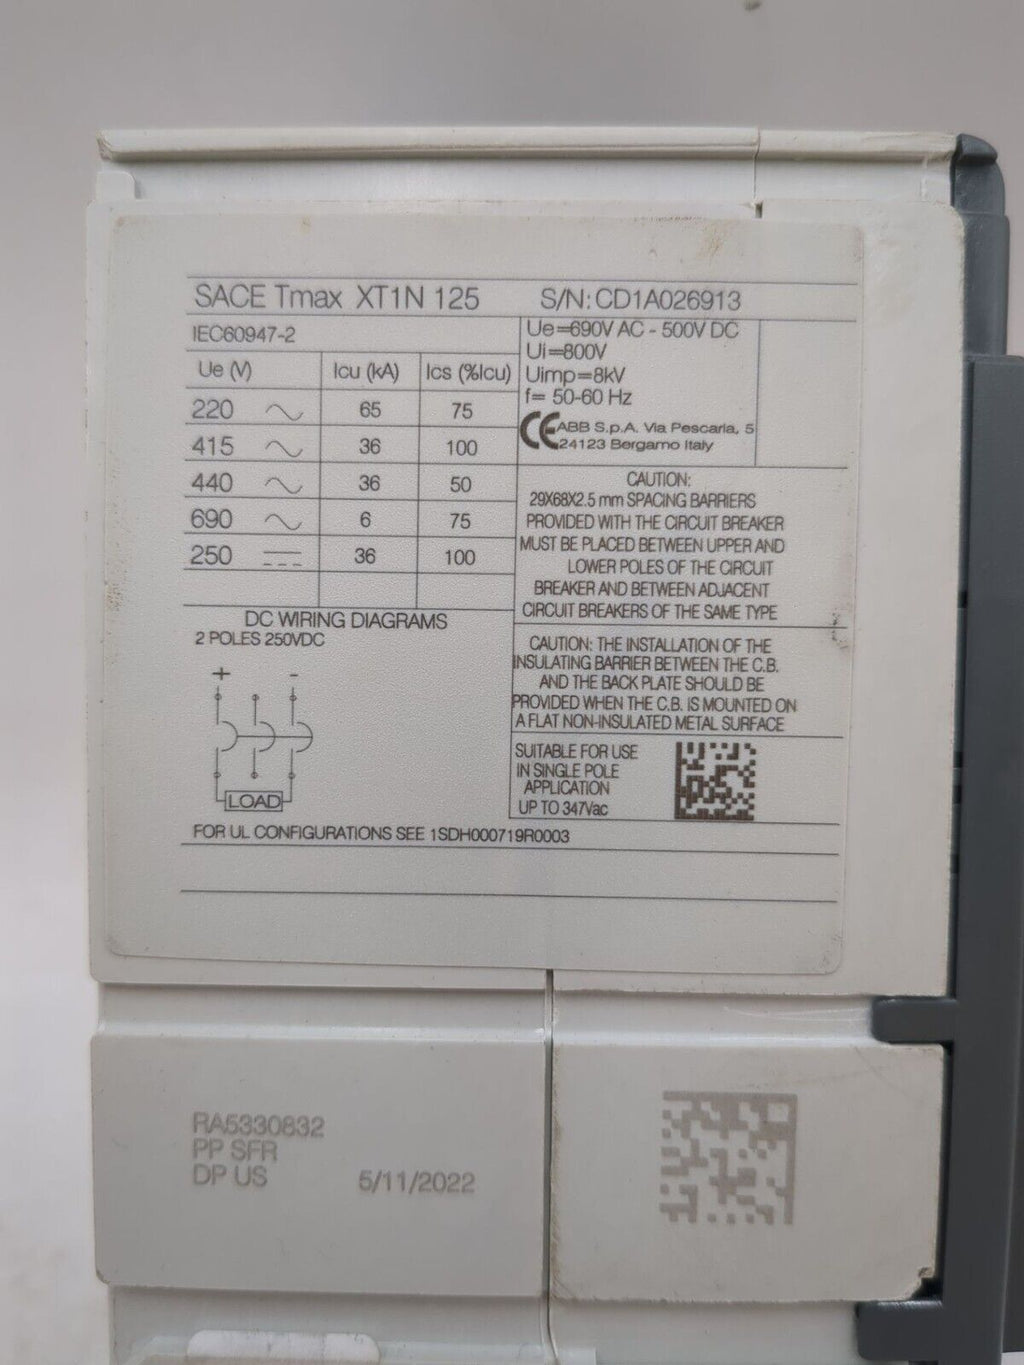 SACE Tmax XT1N 125 S/N: CD1A026913
IEC60947-2
Ue (V) Icu (kA) Ics (%Icu)
220 65 75
415 36 100
440 36 50
690 6 75
250 36 100
Ue=690V AC - 500V DC
Ui=800V
Uimp=8kV
f= 50-60 Hz
CE ABB S.p.A. Via Pescaria, 5
24123 Bergamo Italy
CAUTION:
29X68X2.5 mm SPACING BARRIERS
PROVIDED WITH THE CIRCUIT BREAKER
MUST BE PLACED BETWEEN UPPER AND
LOWER POLES OF THE CIRCUIT
BREAKER AND BETWEEN ADJACENT
CIRCUIT BREAKERS OF THE SAME TYPE
DC WIRING DIAGRAMS
2 POLES 250VDC
+ -
LOAD
CAUTION: THE INSTALLATION OF THE
INSULATING BARRIER BETWEEN THE C.B.
AND THE BACK PLATE SHOULD BE
PROVIDED WHEN THE C.B. IS MOUNTED ON
A FLAT NON-INSULATED METAL SURFACE
SUITABLE FOR USE
IN SINGLE POLE
APPLICATION
UP TO 347Vac
FOR UL CONFIGURATIONS SEE 1SDH000719R0003
RA5330832
PP SFR
DP US 5/11/2022